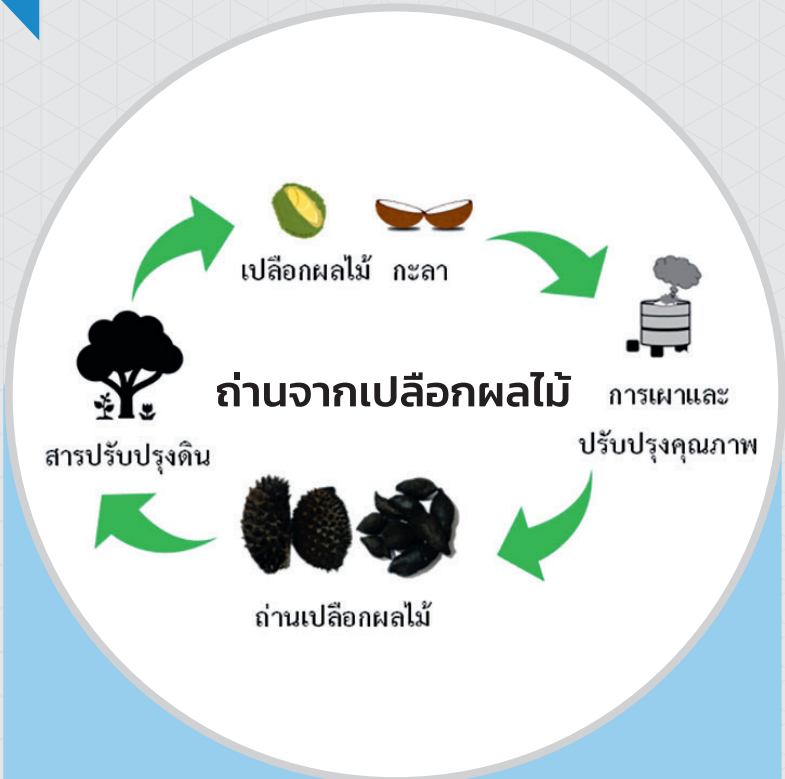 เปลือกผลไม้ กะลา
ถ่านจากเปลือกผลไม้
การเผาและ
ปรับปรุงคุณภาพ
สารปรับปรุงดิน
ถ่านเปลือกผลไม้